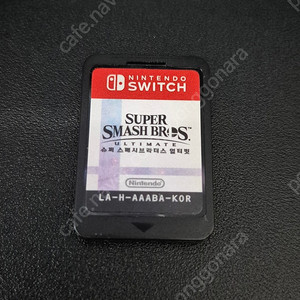 NINTENDO
SWITCH
SUPER
SMASH BROS.™
ULTIMATE
슈퍼 스매시브라더스 얼티밋
Nintendo
LA-H-AAABA-KOR